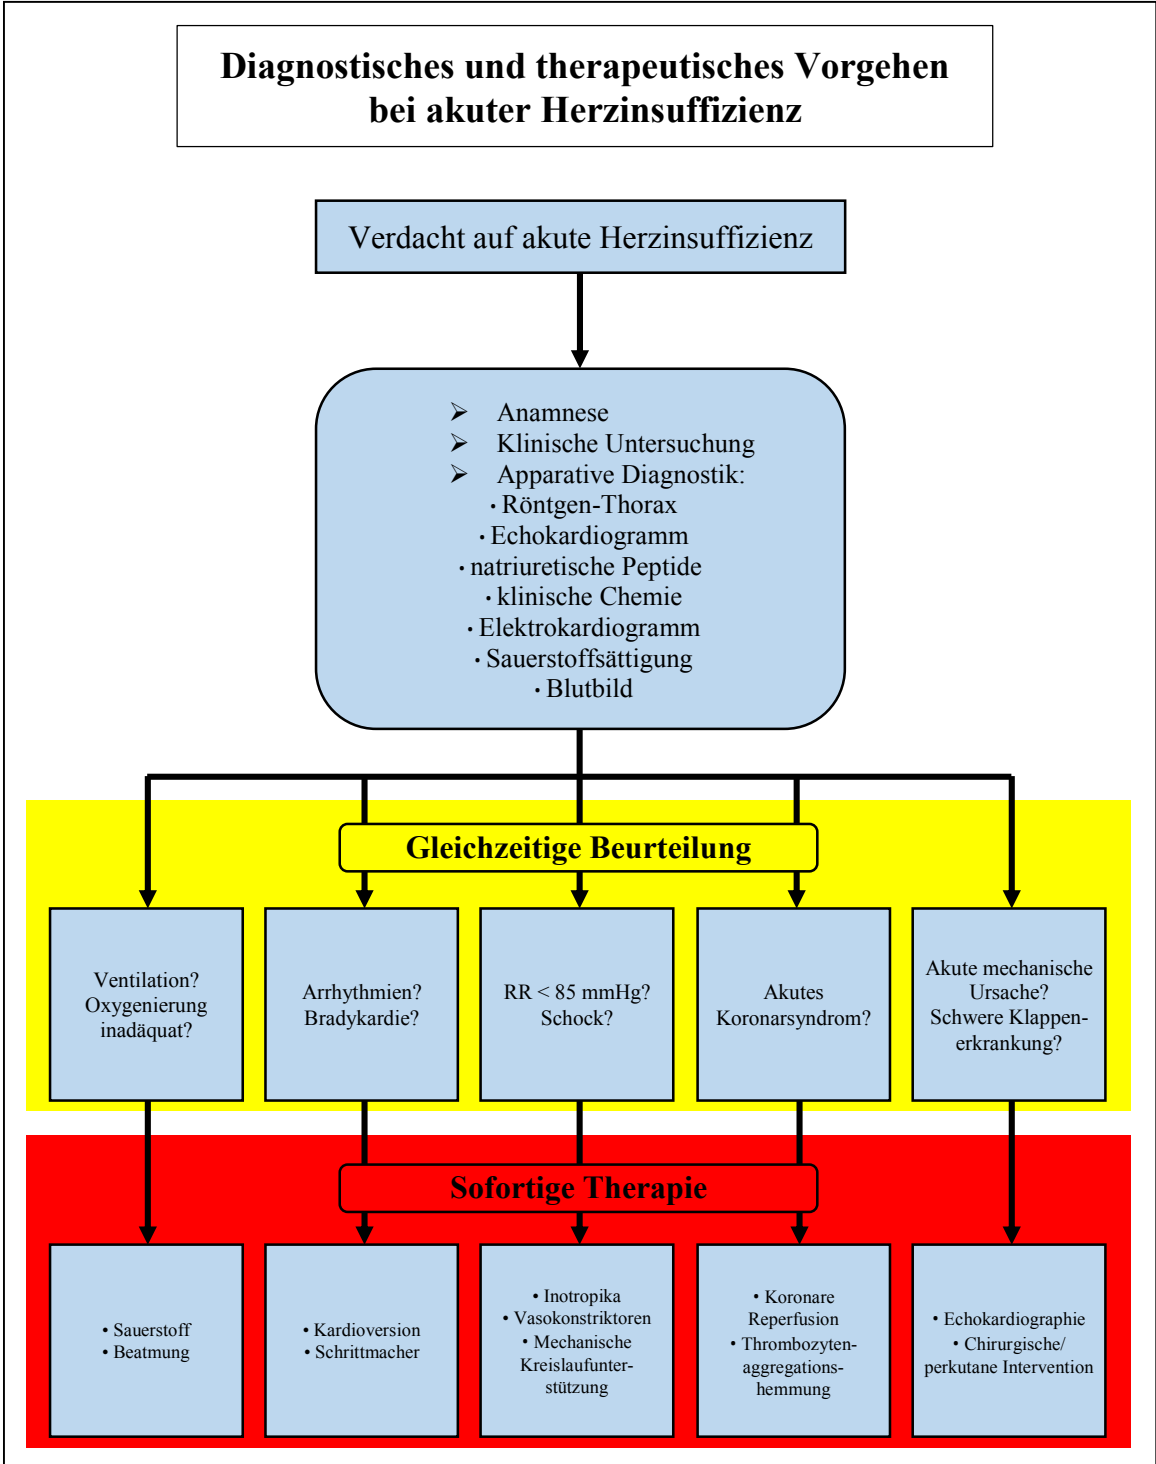 Diagnostisches und therapeutisches Vorgehen
bei akuter Herzinsuffizienz
Verdacht auf akute Herzinsuffizienz
➢ Anamnese
➢ Klinische Untersuchung
➢ Apparative Diagnostik:
· Röntgen-Thorax
· Echokardiogramm
· natriuretische Peptide
· klinische Chemie
· Elektrokardiogramm
· Sauerstoffsättigung
· Blutbild
Gleichzeitige Beurteilung
Ventilation?
Oxygenierung
inadäquat?
Arrhythmien?
Bradykardie?
RR < 85 mmHg?
Schock?
Akutes
Koronarsyndrom?
Akute mechanische
Ursache?
Schwere Klappen-
erkrankung?
Sofortige Therapie
• Sauerstoff
• Beatmung
• Kardioversion
• Schrittmacher
• Inotropika
• Vasokonstriktoren
• Mechanische
Kreislaufunter-
stützung
• Koronare
Reperfusion
• Thrombozyten-
aggregations-
hemmung
• Echokardiographie
• Chirurgische/
perkutane Intervention